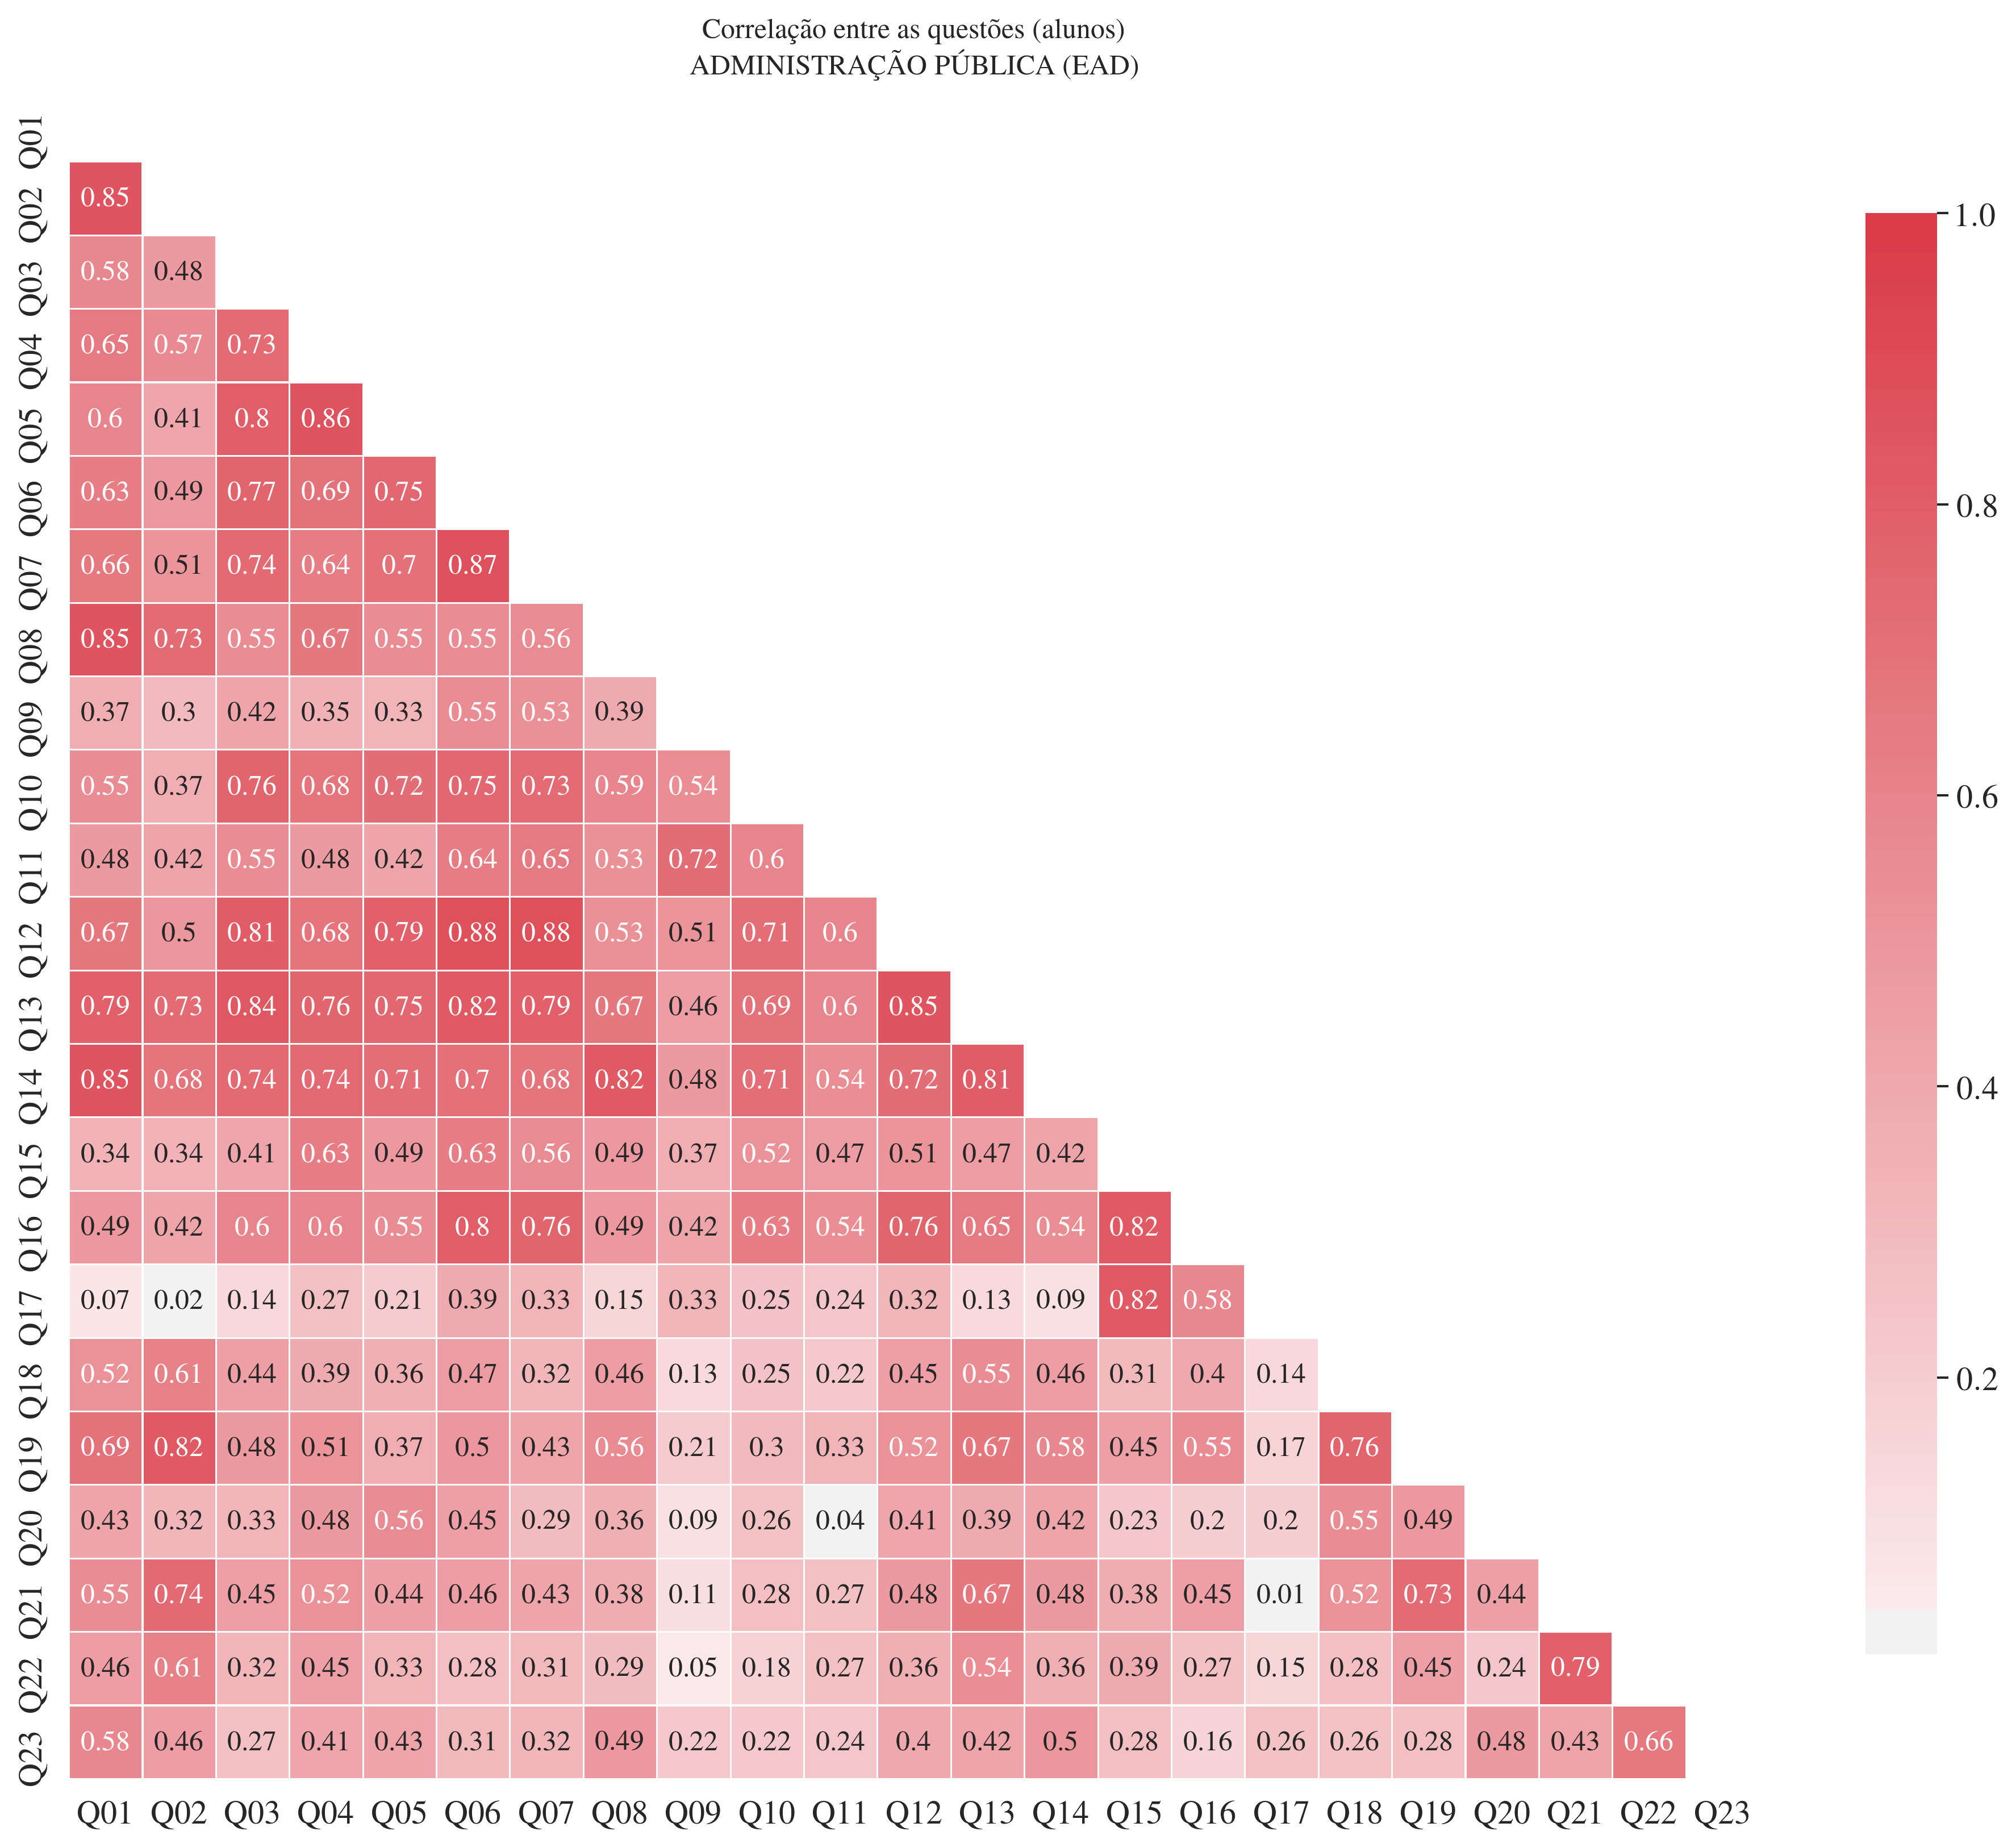 Correlação entre as questões (alunos)
ADMINISTRAÇÃO PÚBLICA (EAD)
Q01
Q02 0.85
Q03 0.58 0.48
Q04 0.65 0.57 0.73
Q05 0.6 0.41 0.8 0.86
Q06 0.63 0.49 0.77 0.69 0.75
Q07 0.66 0.51 0.74 0.64 0.7 0.87
Q08 0.85 0.73 0.55 0.67 0.55 0.55 0.56
Q09 0.37 0.3 0.42 0.35 0.33 0.55 0.53 0.39
Q10 0.55 0.37 0.76 0.68 0.72 0.75 0.73 0.59 0.54
Q11 0.48 0.42 0.55 0.48 0.42 0.64 0.65 0.53 0.72 0.6
Q12 0.67 0.5 0.81 0.68 0.79 0.88 0.88 0.53 0.51 0.71 0.6
Q13 0.79 0.73 0.84 0.76 0.75 0.82 0.79 0.67 0.46 0.69 0.6 0.85
Q14 0.85 0.68 0.74 0.74 0.71 0.7 0.68 0.82 0.48 0.71 0.54 0.72 0.81
Q15 0.34 0.34 0.41 0.63 0.49 0.63 0.56 0.49 0.37 0.52 0.47 0.51 0.47 0.42
Q16 0.49 0.42 0.6 0.6 0.55 0.8 0.76 0.49 0.42 0.63 0.54 0.76 0.65 0.54 0.82
Q17 0.07 0.02 0.14 0.27 0.21 0.39 0.33 0.15 0.33 0.25 0.24 0.32 0.13 0.09 0.82 0.58
Q18 0.52 0.61 0.44 0.39 0.36 0.47 0.32 0.46 0.13 0.25 0.22 0.45 0.55 0.46 0.31 0.4 0.14
Q19 0.69 0.82 0.48 0.51 0.37 0.5 0.43 0.56 0.21 0.3 0.33 0.52 0.67 0.58 0.45 0.55 0.17 0.76
Q20 0.43 0.32 0.33 0.48 0.56 0.45 0.29 0.36 0.09 0.26 0.04 0.41 0.39 0.42 0.23 0.2 0.2 0.55 0.49
Q21 0.55 0.74 0.45 0.52 0.44 0.46 0.43 0.38 0.11 0.28 0.27 0.48 0.67 0.48 0.38 0.45 0.01 0.52 0.73 0.44
Q22 0.46 0.61 0.32 0.45 0.33 0.28 0.31 0.29 0.05 0.18 0.27 0.36 0.54 0.36 0.39 0.27 0.15 0.28 0.45 0.24 0.79
Q23 0.58 0.46 0.27 0.41 0.43 0.31 0.32 0.49 0.22 0.22 0.24 0.4 0.42 0.5 0.28 0.16 0.26 0.26 0.28 0.48 0.43 0.66
Q01 Q02 Q03 Q04 Q05 Q06 Q07 Q08 Q09 Q10 Q11 Q12 Q13 Q14 Q15 Q16 Q17 Q18 Q19 Q20 Q21 Q22 Q23
1.0
0.8
0.6
0.4
0.2